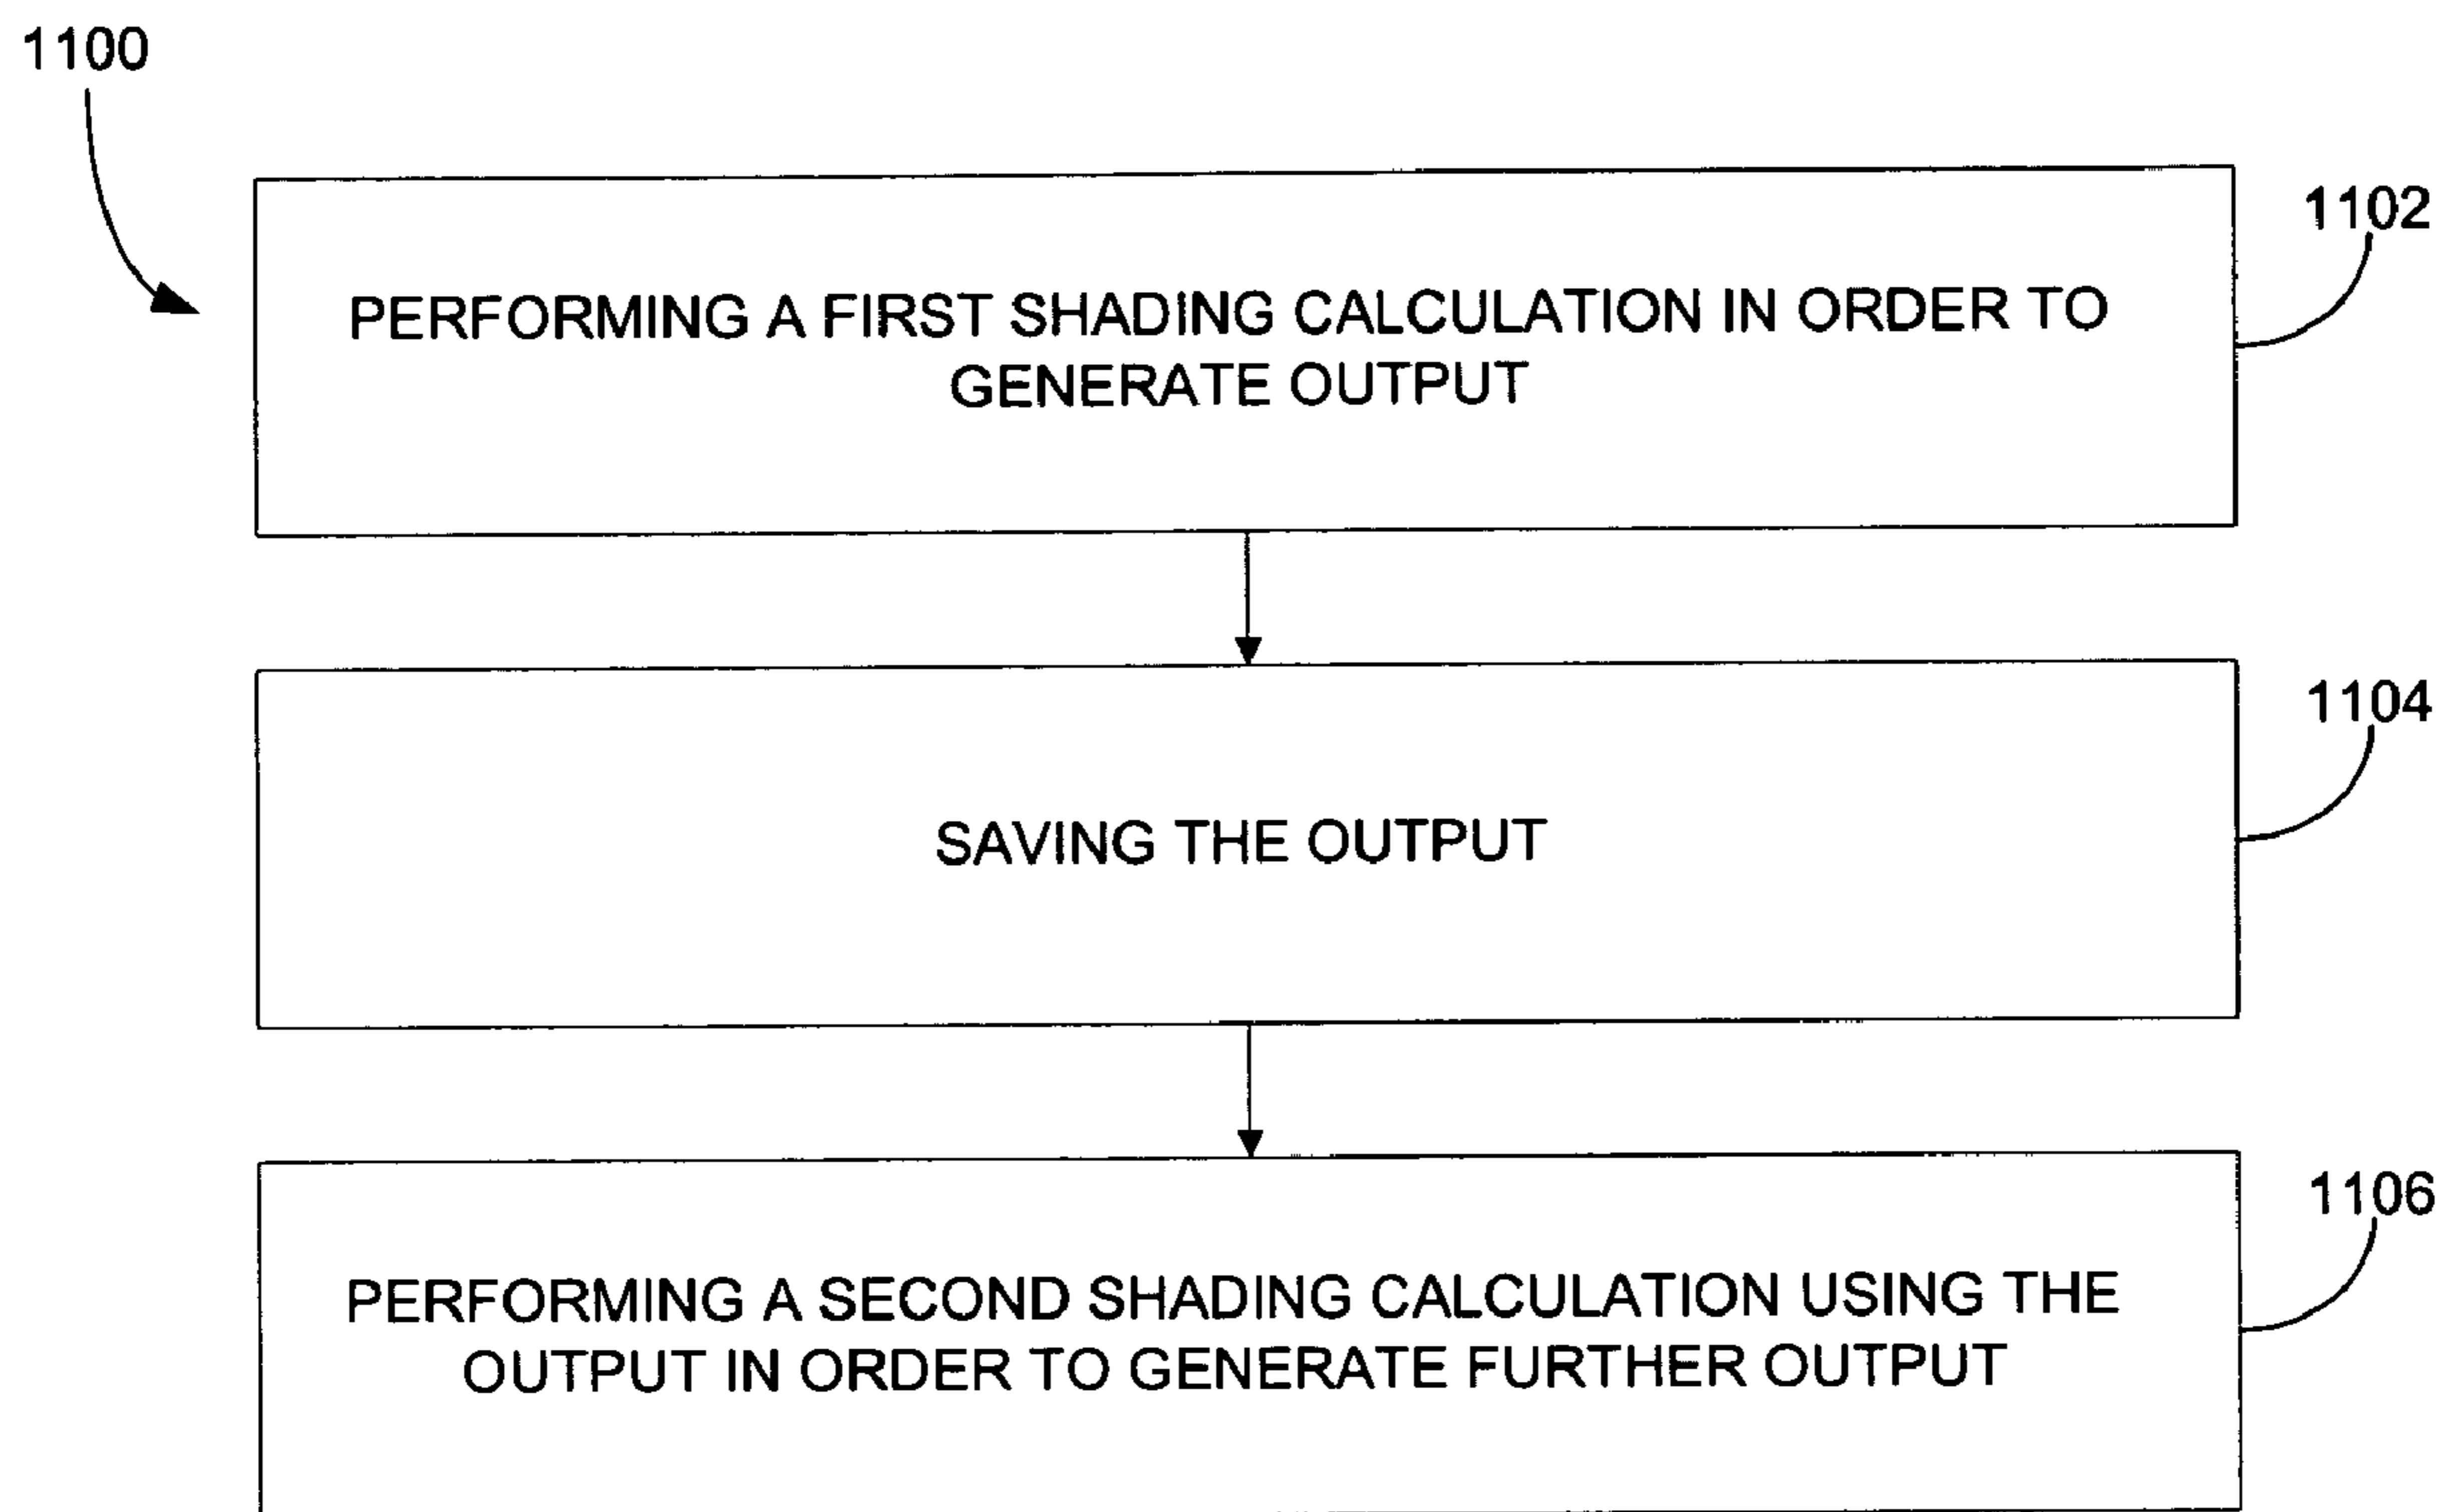 1100
1102
PERFORMING A FIRST SHADING CALCULATION IN ORDER TO
GENERATE OUTPUT
1104
SAVING THE OUTPUT
1106
PERFORMING A SECOND SHADING CALCULATION USING THE
OUTPUT IN ORDER TO GENERATE FURTHER OUTPUT